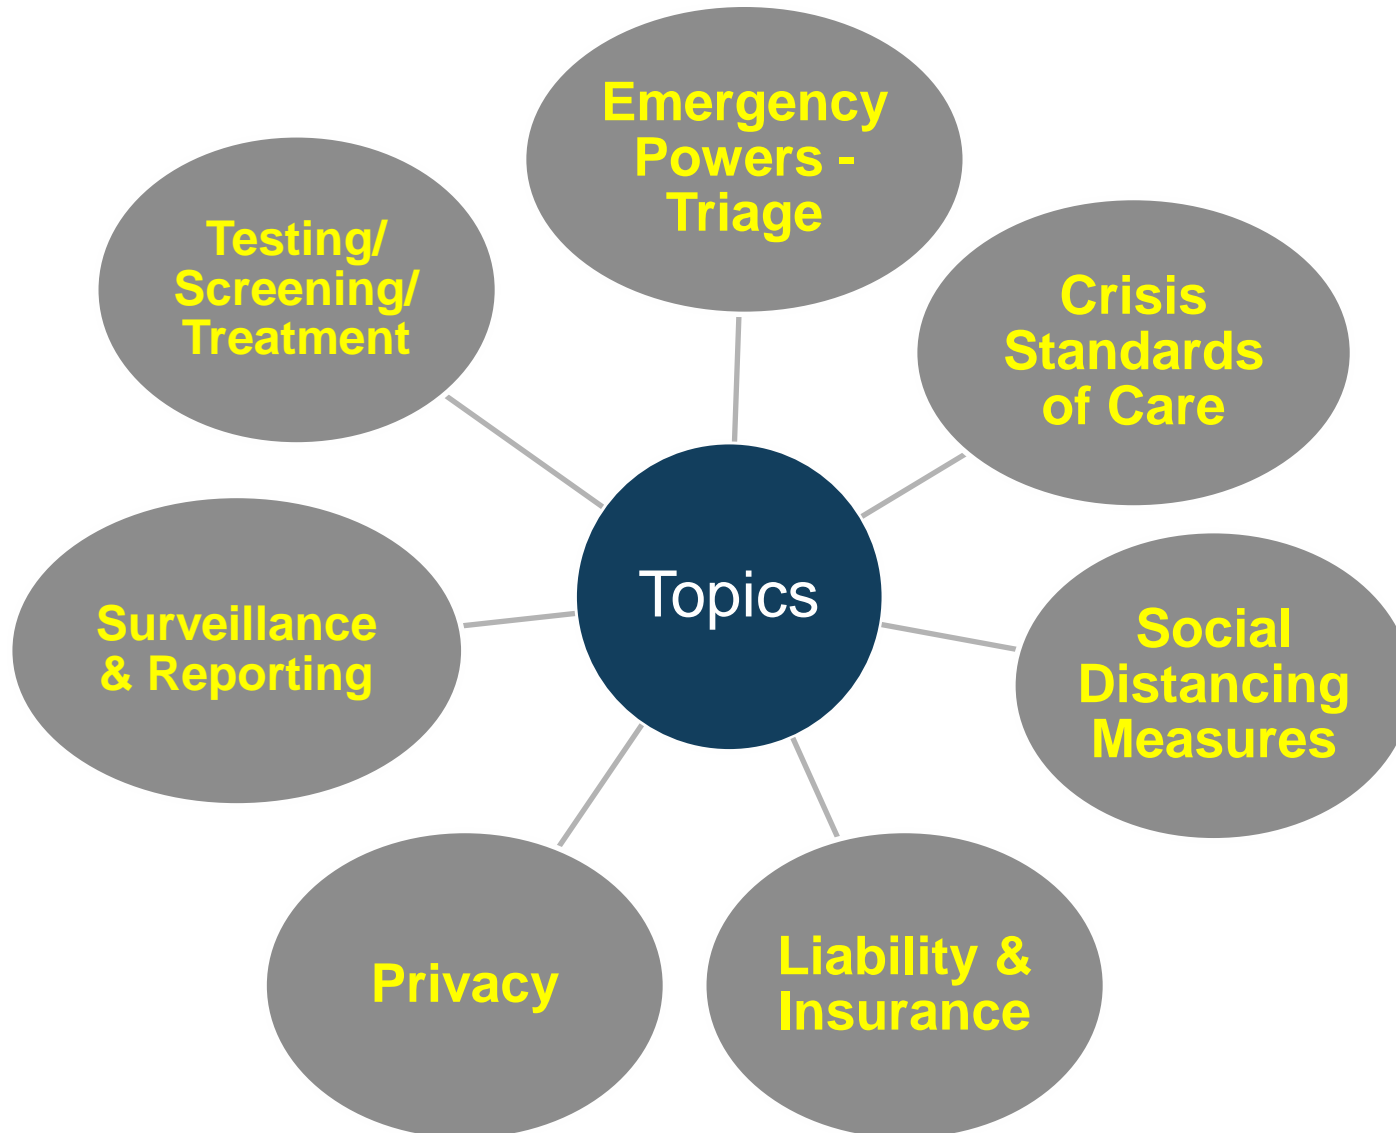 Emergency
Powers -
Triage
Testing/
Screening/
Treatment
Crisis
Standards
of Care
Topics
Surveillance
& Reporting
Social
Distancing
Measures
Privacy
Liability &
Insurance